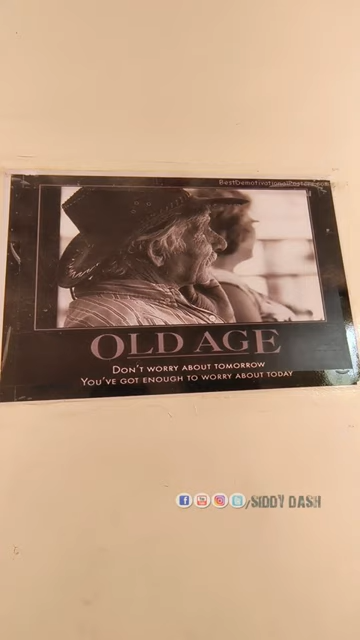 OLD AGE
DON'T WORRY ABOUT TOMORROW
YOU'VE GOT ENOUGH TO WORRY ABOUT TODAY
/SIDDY DASH